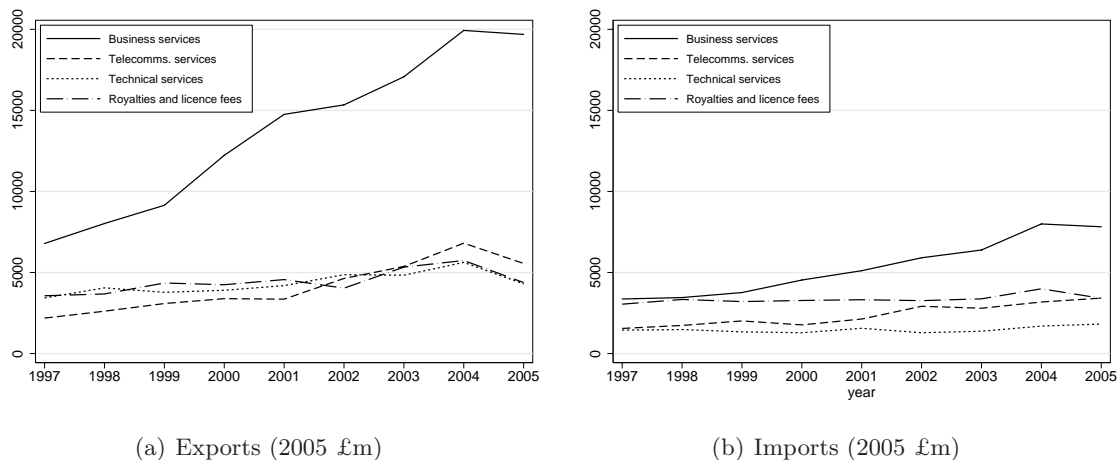 20000
15000
10000
5000
0
Business services
Telecomms. services
Technical services
Royalties and licence fees
1997 1998 1999 2000 2001 2002 2003 2004 2005
(a) Exports (2005 £m)
20000
15000
10000
5000
0
Business services
Telecomms. services
Technical services
Royalties and licence fees
1997 1998 1999 2000 2001 2002 2003 2004 2005
year
(b) Imports (2005 £m)